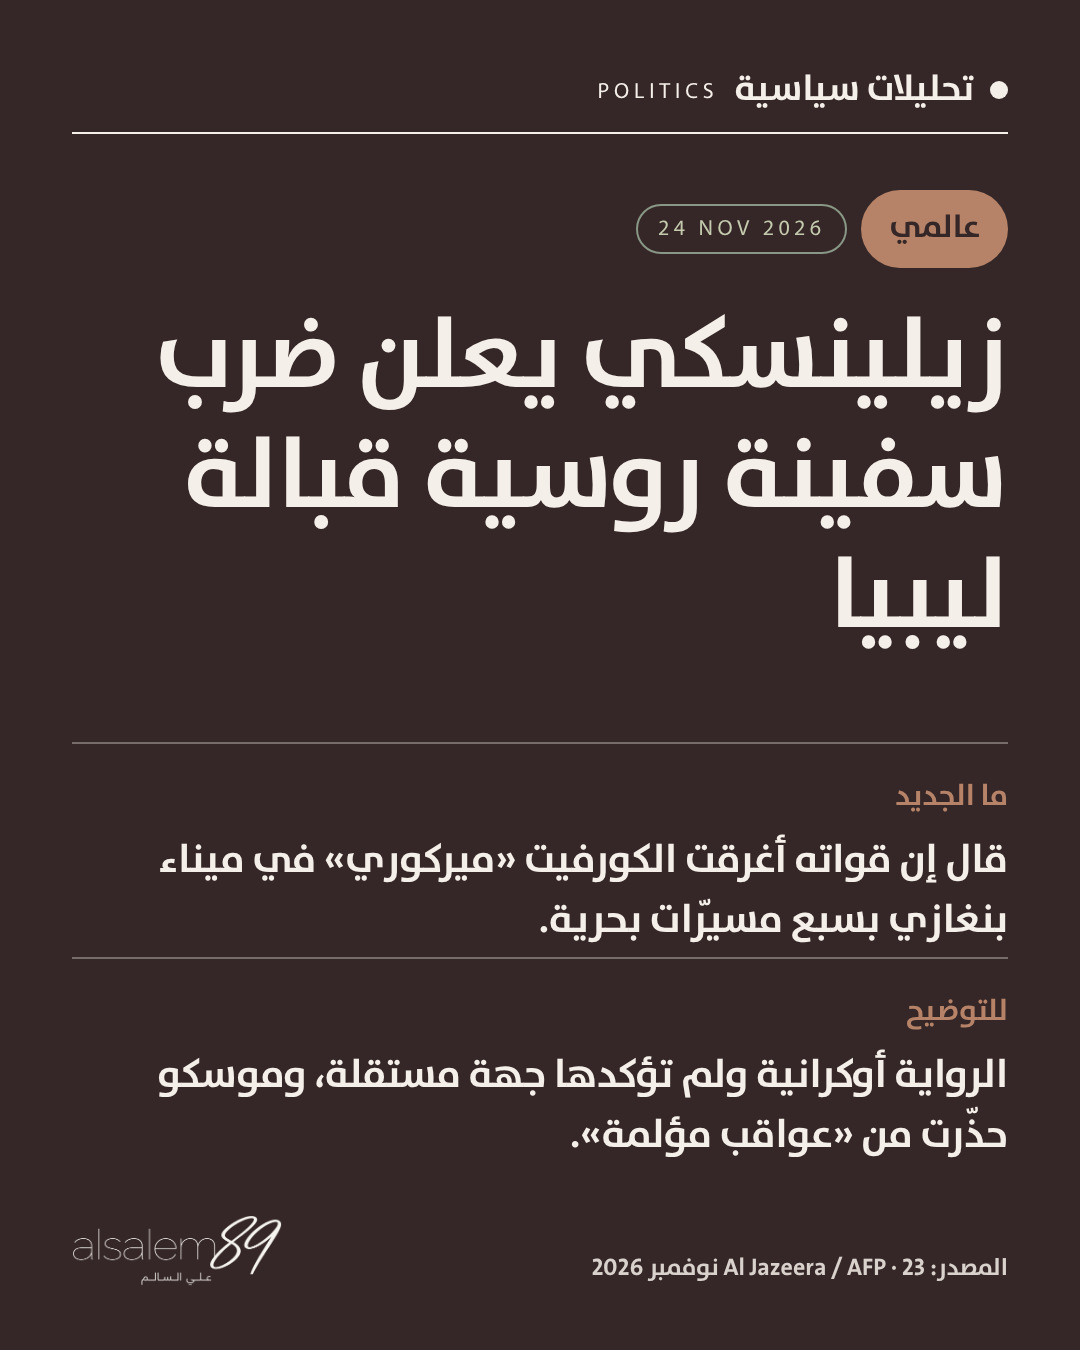 تحليلات سياسية POLITICS
عالمي 24 NOV 2026
زيلينسكي يعلن ضرب
سفينة روسية قبالة
ليبيا
ما الجديد
قال إن قواته أغرقت الكورفيت «ميركوري» في ميناء
بنغازي بسبع مسيّرات بحرية.
للتوضيح
الرواية أوكرانية ولم تؤكدها جهة مستقلة، وموسكو
حذّرت من «عواقب مؤلمة».
المصدر: Al Jazeera / AFP · 23 نوفمبر 2026
alsalem89
علي السالم